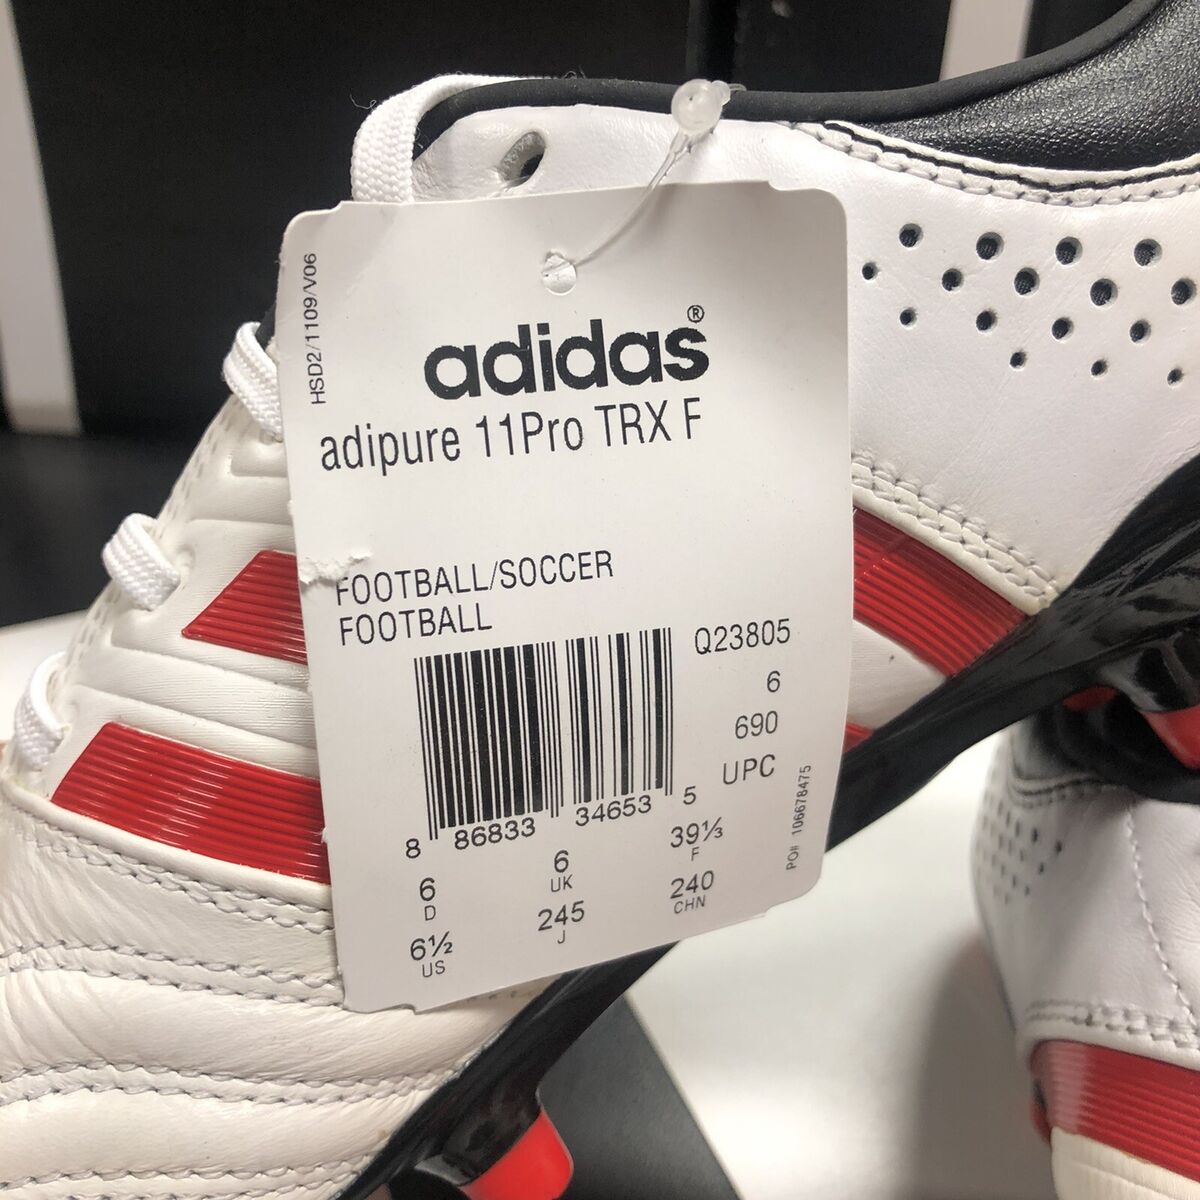 HSD2/1109/V06
adidas®
adipure 11Pro TRX F
FOOTBALL/SOCCER
FOOTBALL
Q23805
6
690
UPC
8 86833 34653 5
6 D
6 UK
39⅓ F
6½ US
245 J
240 CHN
PO# 106678475